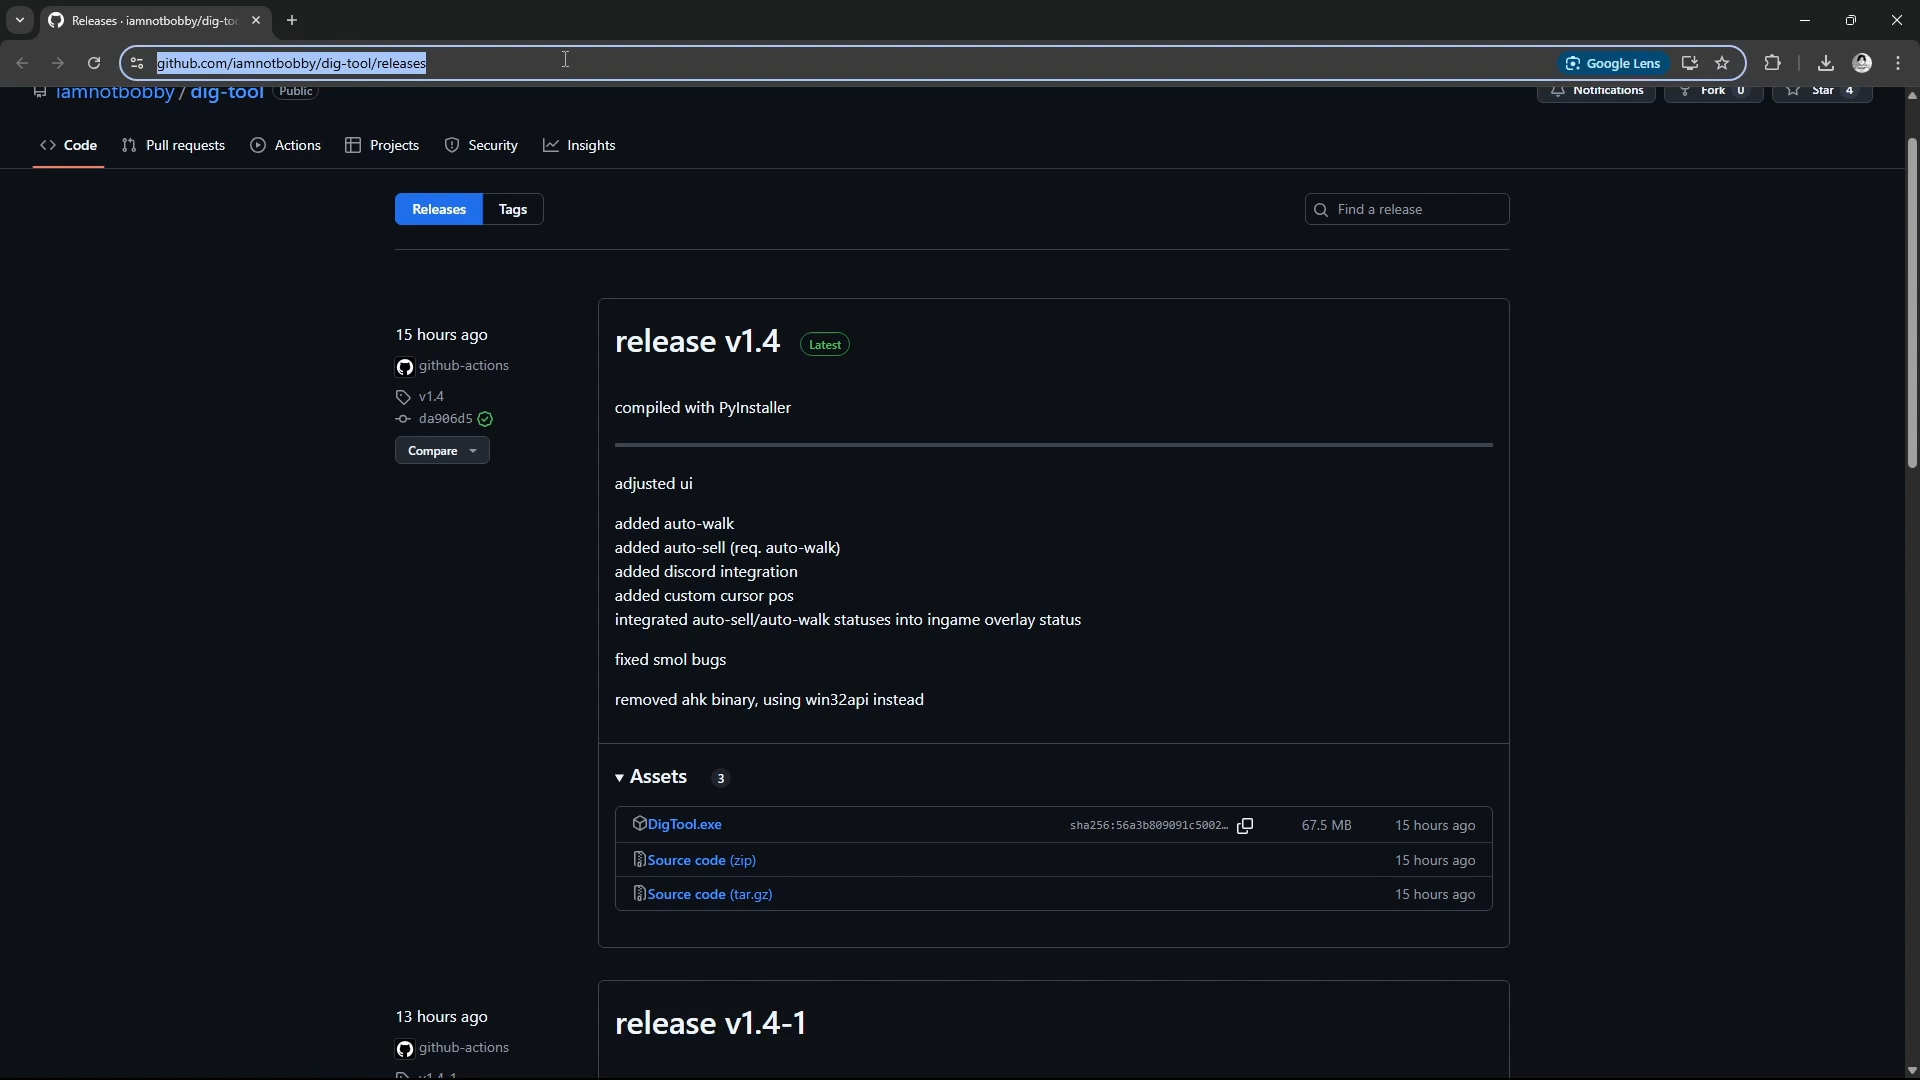 Releases · iamnotbobby/dig-to
github.com/iamnotbobby/dig-tool/releases
Google Lens
iamnotbobby / dig-tool Public
Notifications Fork 0 Star 4
Code Pull requests Actions Projects Security Insights
Releases Tags
Find a release
15 hours ago
github-actions
v1.4
da906d5
Compare
release v1.4 Latest
compiled with PyInstaller
adjusted ui
added auto-walk
added auto-sell (req. auto-walk)
added discord integration
added custom cursor pos
integrated auto-sell/auto-walk statuses into ingame overlay status
fixed smol bugs
removed ahk binary, using win32api instead
Assets 3
DigTool.exe sha256:56a3b809091c5002… 67.5 MB 15 hours ago
Source code (zip) 15 hours ago
Source code (tar.gz) 15 hours ago
13 hours ago
github-actions
v1.4-1
release v1.4-1